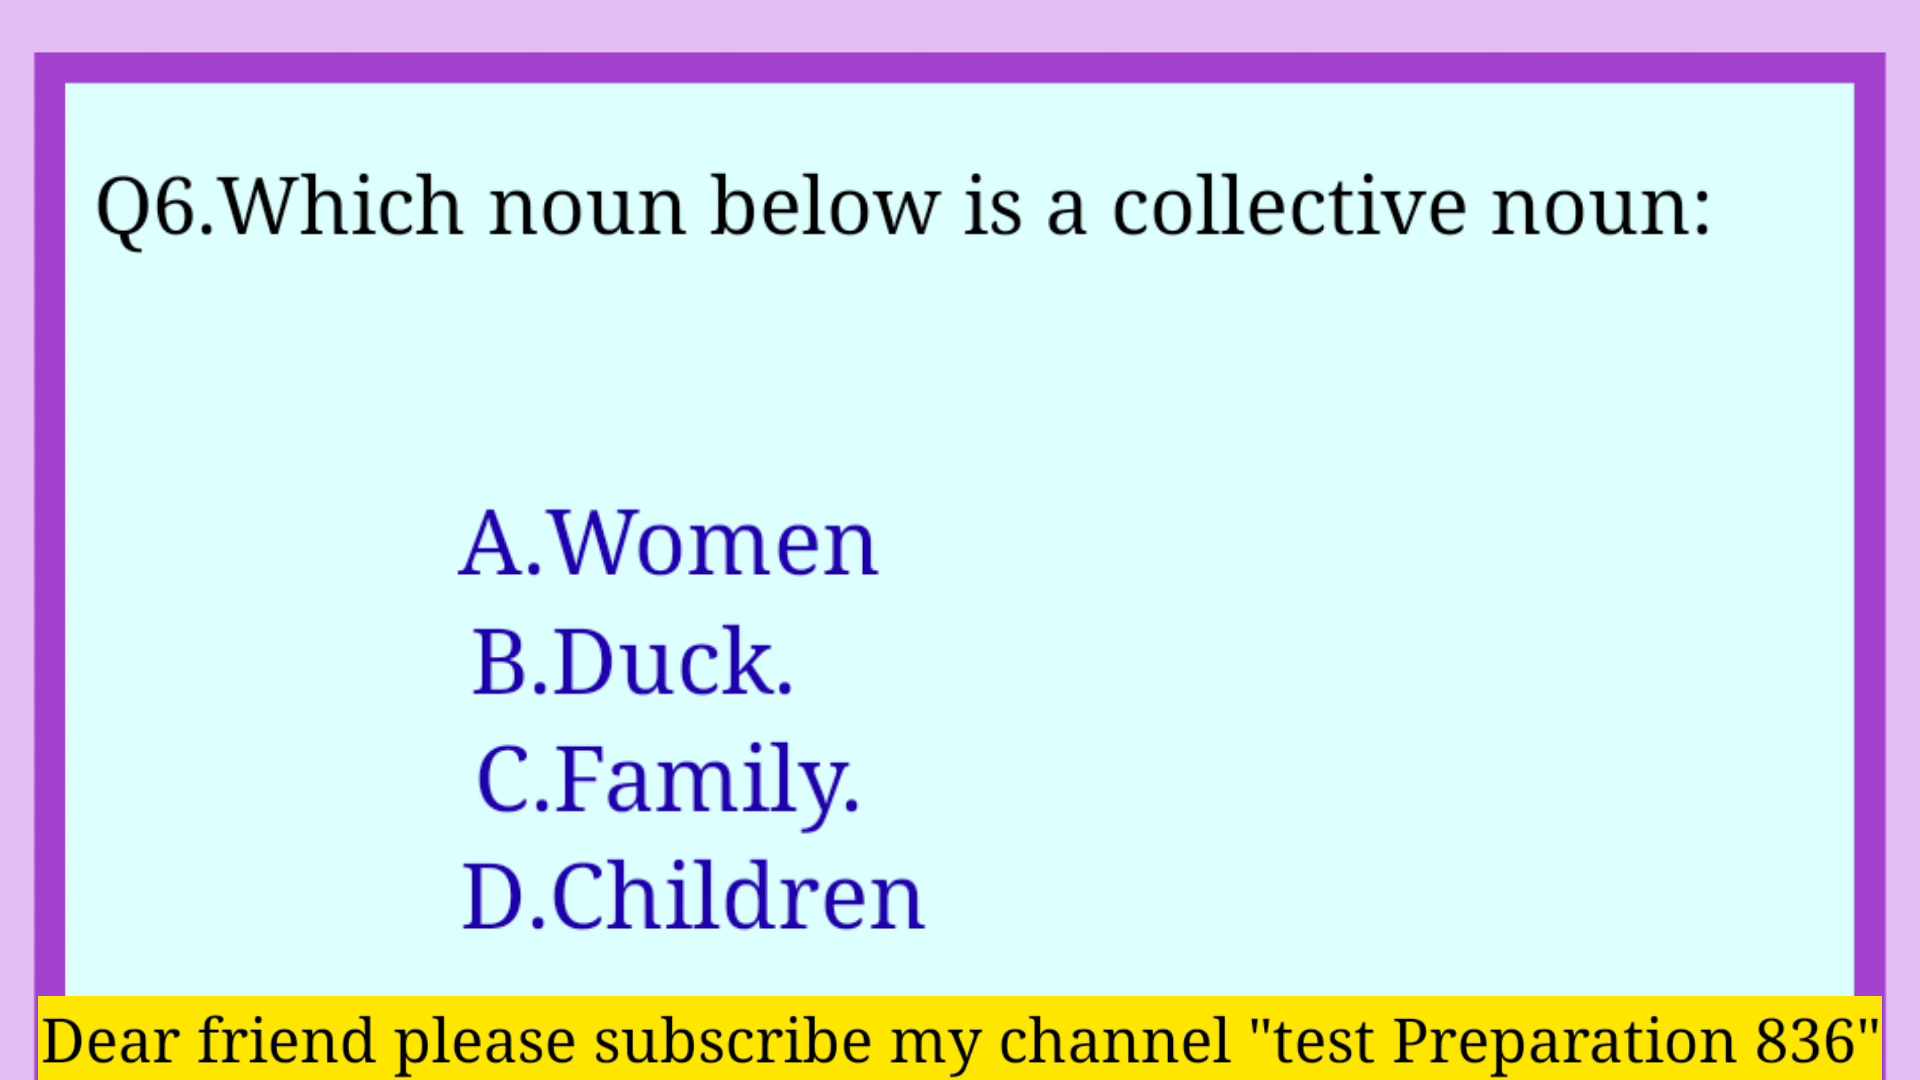 Q6.Which noun below is a collective noun:
A.Women
B.Duck.
C.Family.
D.Children
Dear friend please subscribe my channel "test Preparation 836"